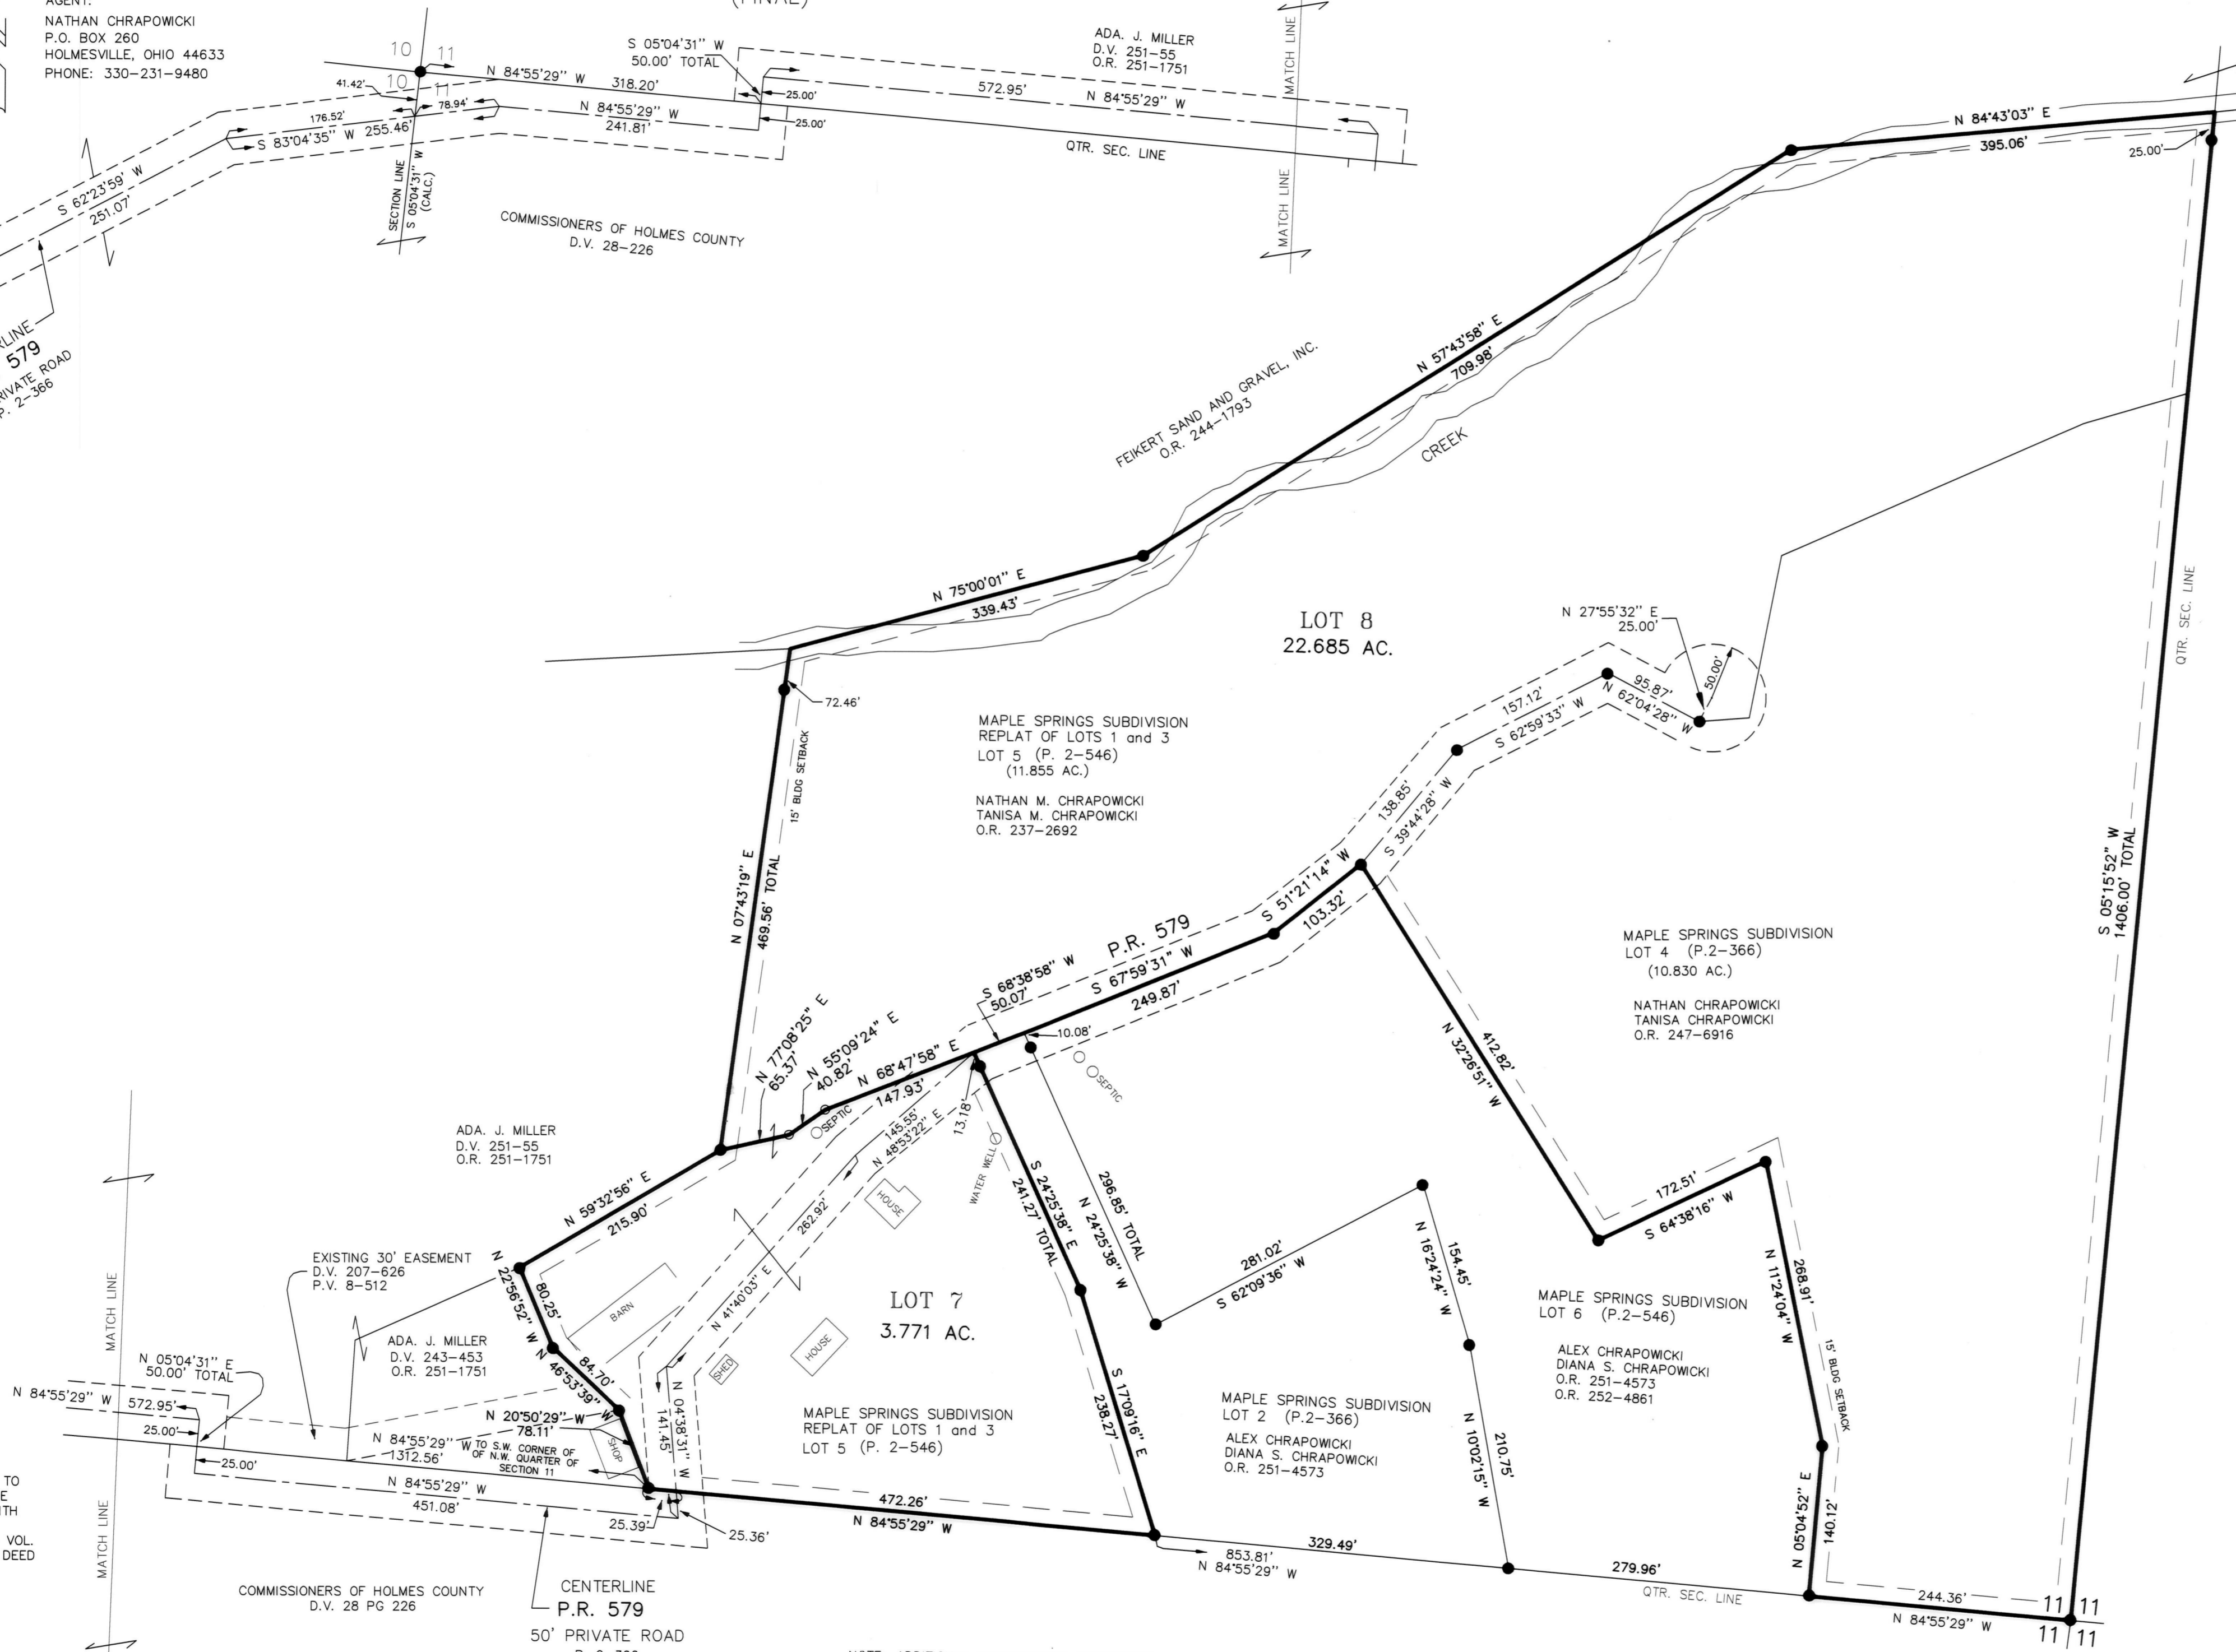 AGENT:
NATHAN CHRAPOWICKI
P.O. BOX 260
HOLMESVILLE, OHIO 44633
PHONE: 330-231-9480
(FINAL)
10 11
10 11
41.42'
N 84°55'29" W 318.20'
S 05°04'31" W
50.00' TOTAL
25.00'
25.00'
78.94'
N 84°55'29" W
241.81'
176.52'
S 83°04'35" W 255.46'
S 62°23'59' W
251.07'
SECTION LINE
S 05°04'31" W
(CALC.)
ADA. J. MILLER
D.V. 251-55
O.R. 251-1751
572.95' N 84°55'29" W
QTR. SEC. LINE
MATCH LINE
MATCH LINE
COMMISSIONERS OF HOLMES COUNTY
D.V. 28-226
579
2-366
N 84°43'03" E
395.06'
25.00'
N 57°43'58" E
709.98'
FEIKERT SAND AND GRAVEL, INC.
O.R. 244-1793
CREEK
N 75°00'01" E
339.43'
72.46'
LOT 8
22.685 AC.
N 27°55'32" E
25.00'
50.00'
95.87'
N 62°04'28" W
157.12'
S 62°59'33" W
138.85'
S 39°44'28" W
QTR. SEC. LINE
S 05°15'52" W
1406.00' TOTAL
MAPLE SPRINGS SUBDIVISION
REPLAT OF LOTS 1 and 3
LOT 5 (P. 2-546)
(11.855 AC.)
NATHAN M. CHRAPOWICKI
TANISA M. CHRAPOWICKI
O.R. 237-2692
15' BLDG SETBACK
N 07°43'19" E
469.56' TOTAL
S 51°21'14" W
103.32'
P.R. 579
S 67°59'31" W
249.87'
S 68°38'58" W
50.07'
10.08'
MAPLE SPRINGS SUBDIVISION
LOT 4 (P.2-366)
(10.830 AC.)
NATHAN CHRAPOWICKI
TANISA CHRAPOWICKI
O.R. 247-6916
412.82'
N 32°26'51" W
N 77°08'25" E
65.37'
N 55°09'24" E
40.82'
N 68°47'58" E
147.93'
SEPTIC
SEPTIC
145.55'
N 48°53'22" E
13.18'
WATER WELL
S 24°25'38" E
241.27' TOTAL
296.85' TOTAL
N 24°25'38" W
ADA. J. MILLER
D.V. 251-55
O.R. 251-1751
N 59°32'56" E
215.90'
HOUSE
262.92'
N 41°40'03" E
172.51'
S 64°38'16" W
281.02'
S 62°09'36" W
154.45'
N 16°24'24" W
268.91'
N 11°24'04" W
15' BLDG SETBACK
EXISTING 30' EASEMENT
D.V. 207-626
P.V. 8-512
N 22°56'52" W
80.25'
BARN
LOT 7
3.771 AC.
MAPLE SPRINGS SUBDIVISION
LOT 6 (P.2-546)
ALEX CHRAPOWICKI
DIANA S. CHRAPOWICKI
O.R. 251-4573
O.R. 252-4861
ADA. J. MILLER
D.V. 243-453
O.R. 251-1751
84.70'
N 46°53'39" W
SHED
HOUSE
MATCH LINE
N 05°04'31" E
50.00' TOTAL
N 84°55'29" W 572.95'
25.00'
25.00'
N 20°50'29" W
78.11'
N 84°55'29" W TO S.W. CORNER OF
1312.56' OF N.W. QUARTER OF
SECTION 11
SHOP
N 04°38'31" W
141.45'
MAPLE SPRINGS SUBDIVISION
REPLAT OF LOTS 1 and 3
LOT 5 (P. 2-546)
S 17°09'16" E
238.27'
MAPLE SPRINGS SUBDIVISION
LOT 2 (P.2-366)
ALEX CHRAPOWICKI
DIANA S. CHRAPOWICKI
O.R. 251-4573
210.75'
N 10°02'15" W
N 05°04'52" E
140.12'
N 84°55'29" W
451.08'
25.39'
25.36'
472.26'
N 84°55'29" W
853.81'
N 84°55'29" W
329.49'
279.96'
QTR. SEC. LINE
244.36'
N 84°55'29" W
11 11
11 11
MATCH LINE
TO
VOL.
DEED
COMMISSIONERS OF HOLMES COUNTY
D.V. 28 PG 226
CENTERLINE
P.R. 579
50' PRIVATE ROAD